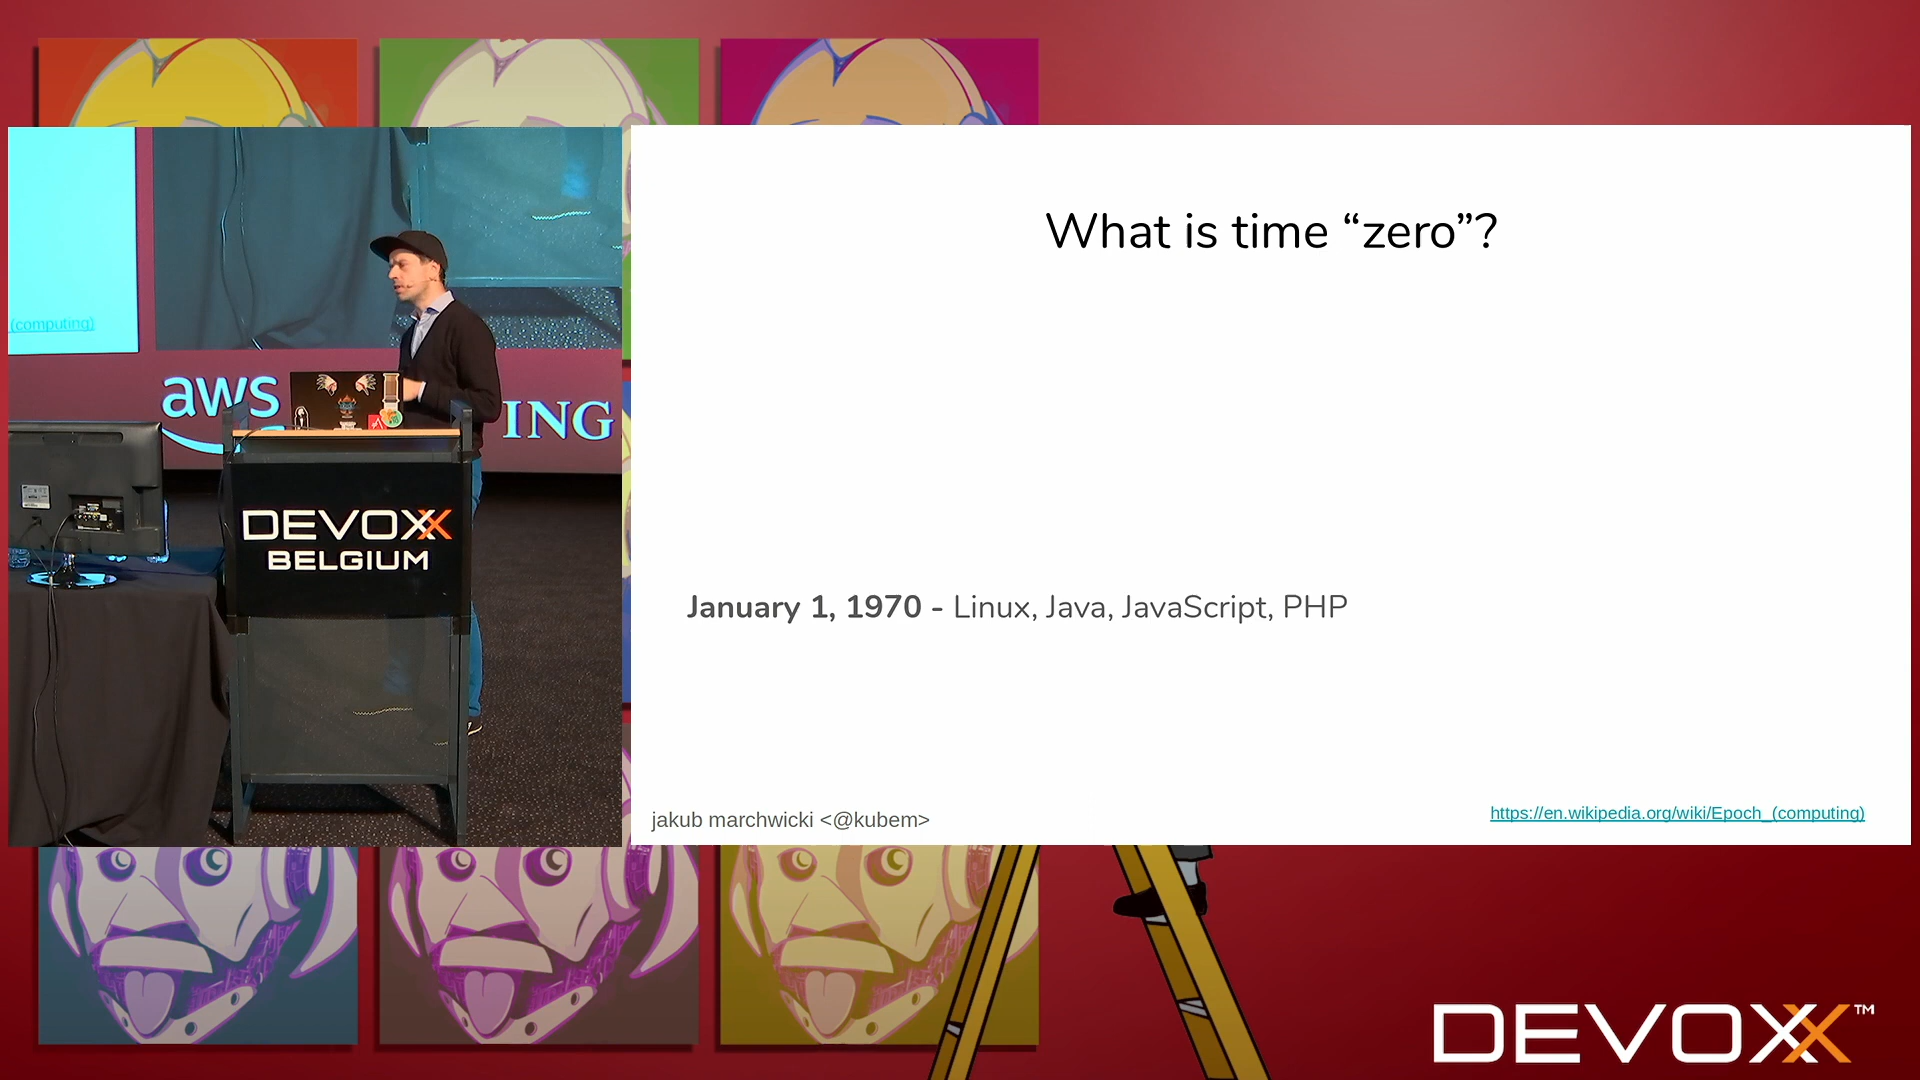 What is time “zero”?
January 1, 1970 - Linux, Java, JavaScript, PHP
jakub marchwicki <@kubem>
https://en.wikipedia.org/wiki/Epoch_(computing)
(computing)
aws
ING
DEVOXX
BELGIUM
DEVOXX™